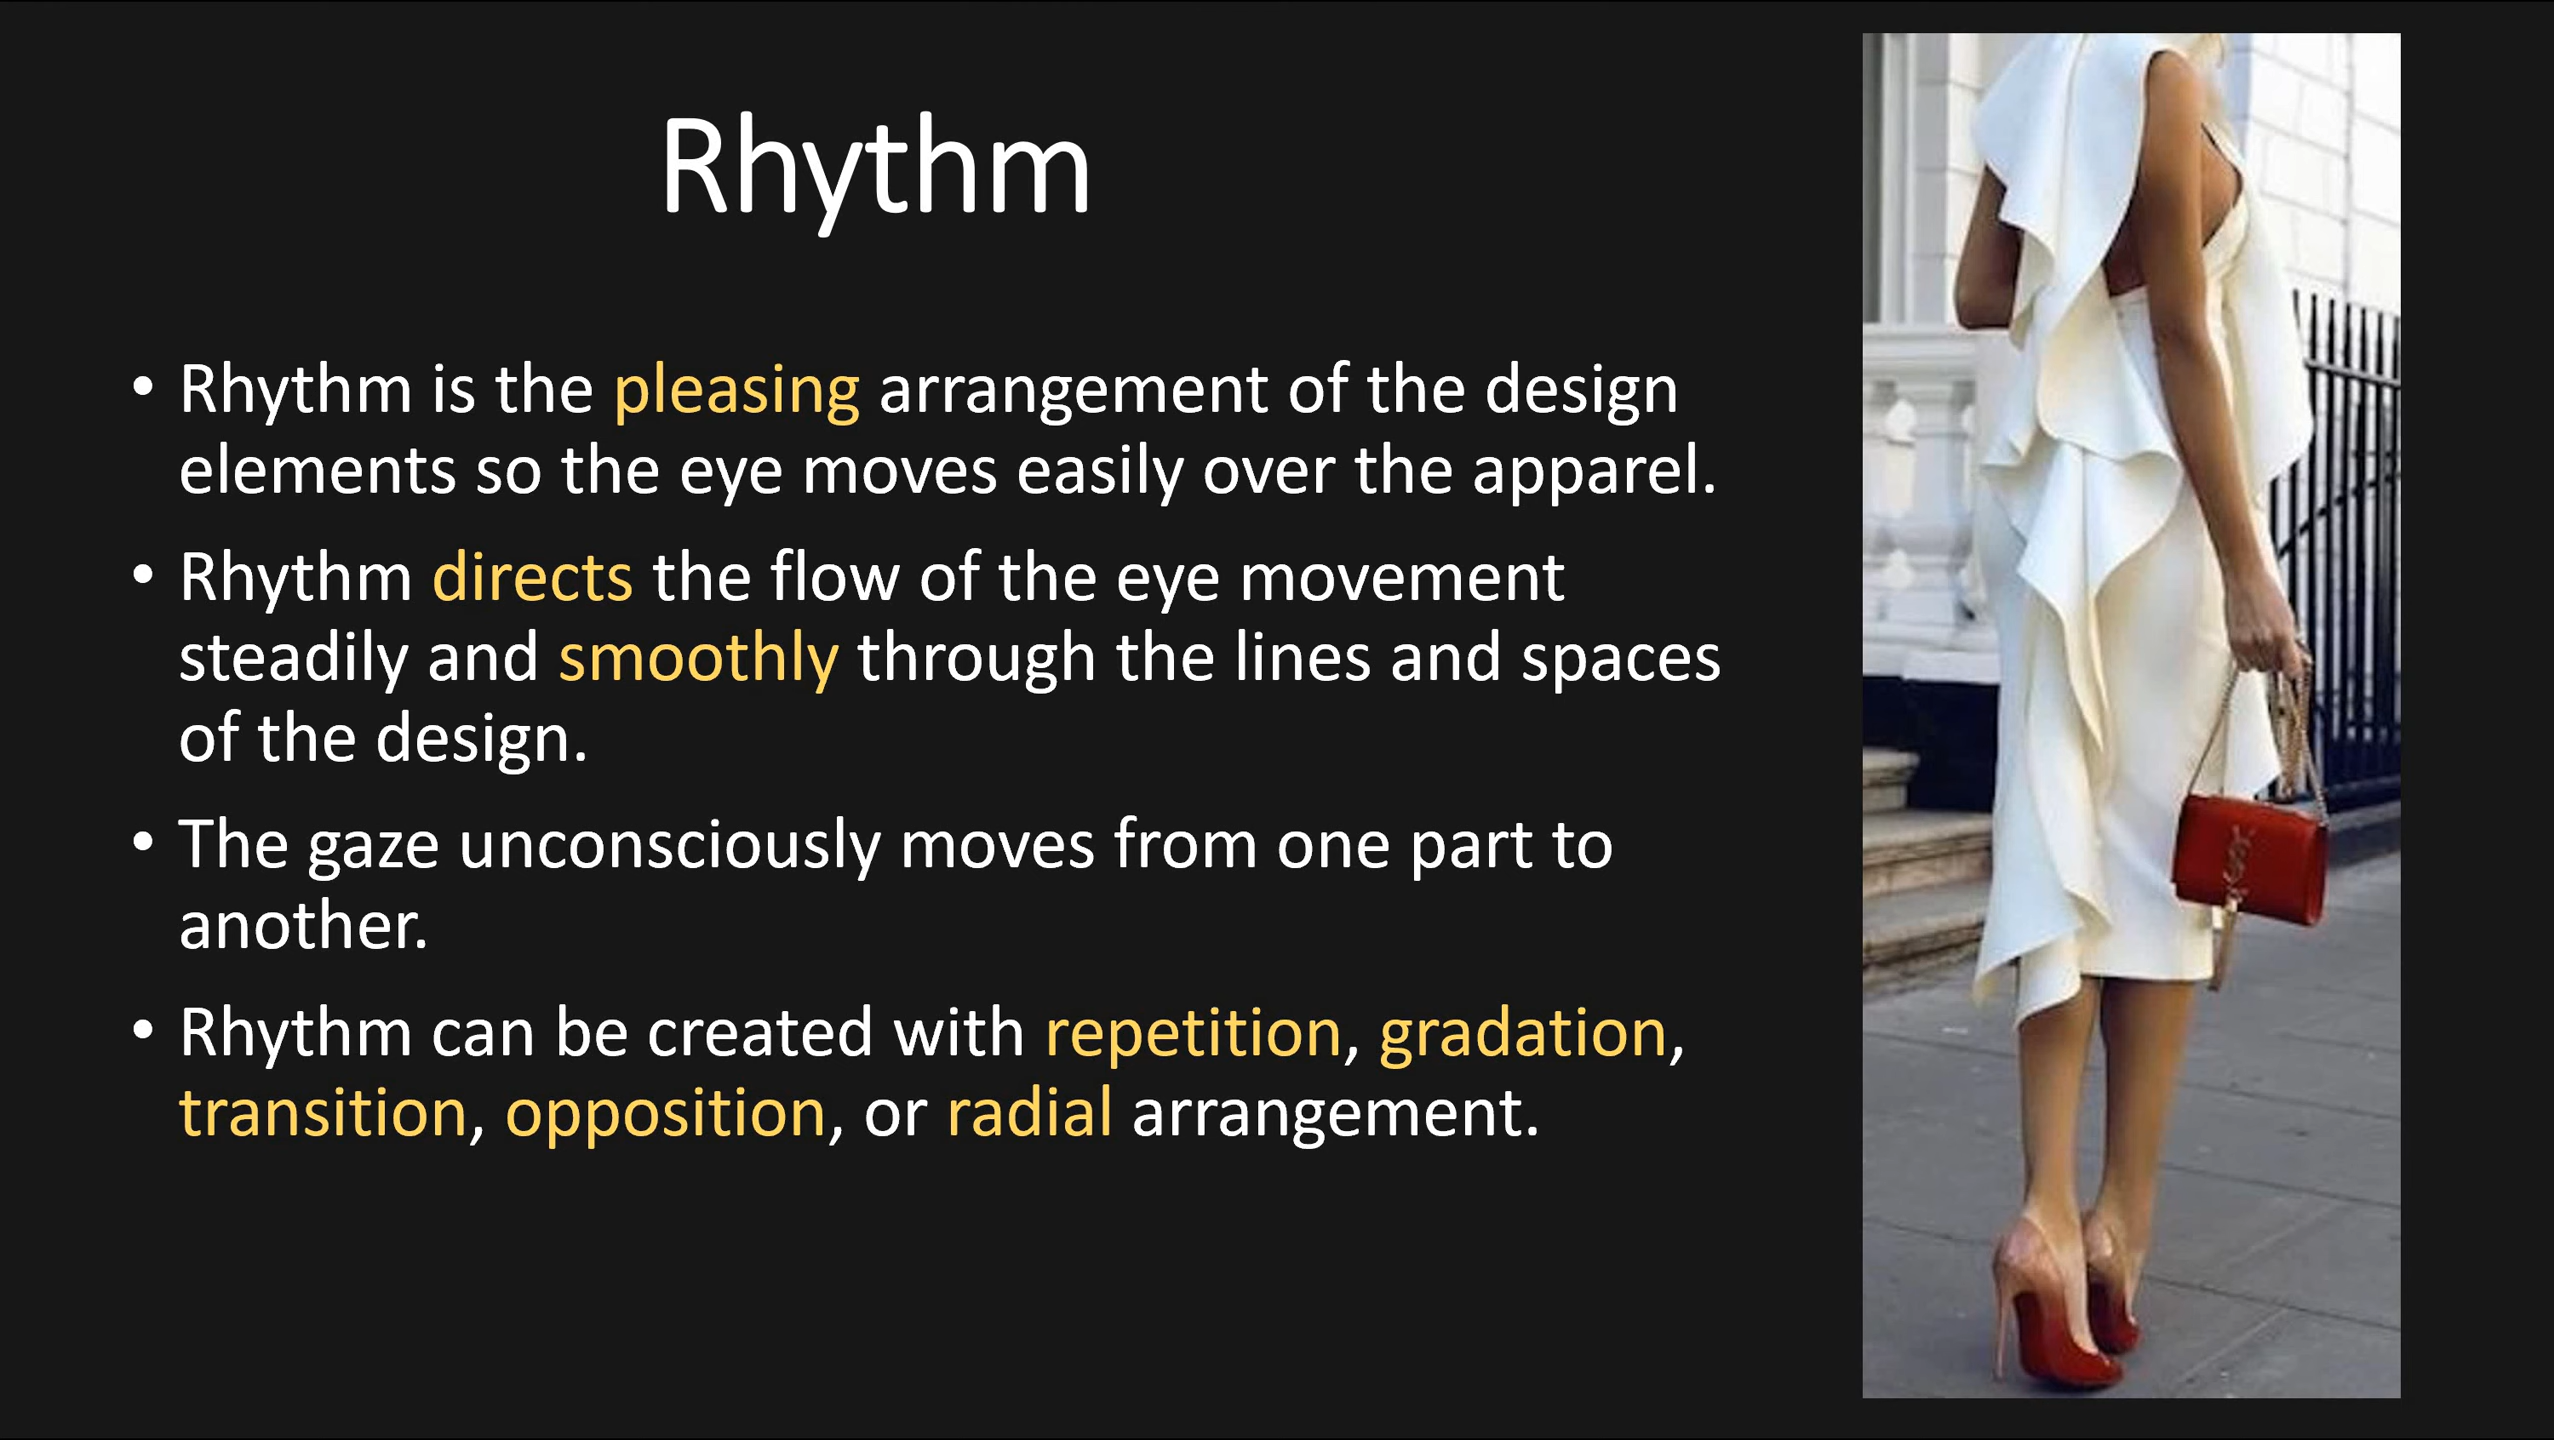 Rhythm
• Rhythm is the pleasing arrangement of the design
elements so the eye moves easily over the apparel.
• Rhythm directs the flow of the eye movement
steadily and smoothly through the lines and spaces
of the design.
• The gaze unconsciously moves from one part to
another.
• Rhythm can be created with repetition, gradation,
transition, opposition, or radial arrangement.
YSL